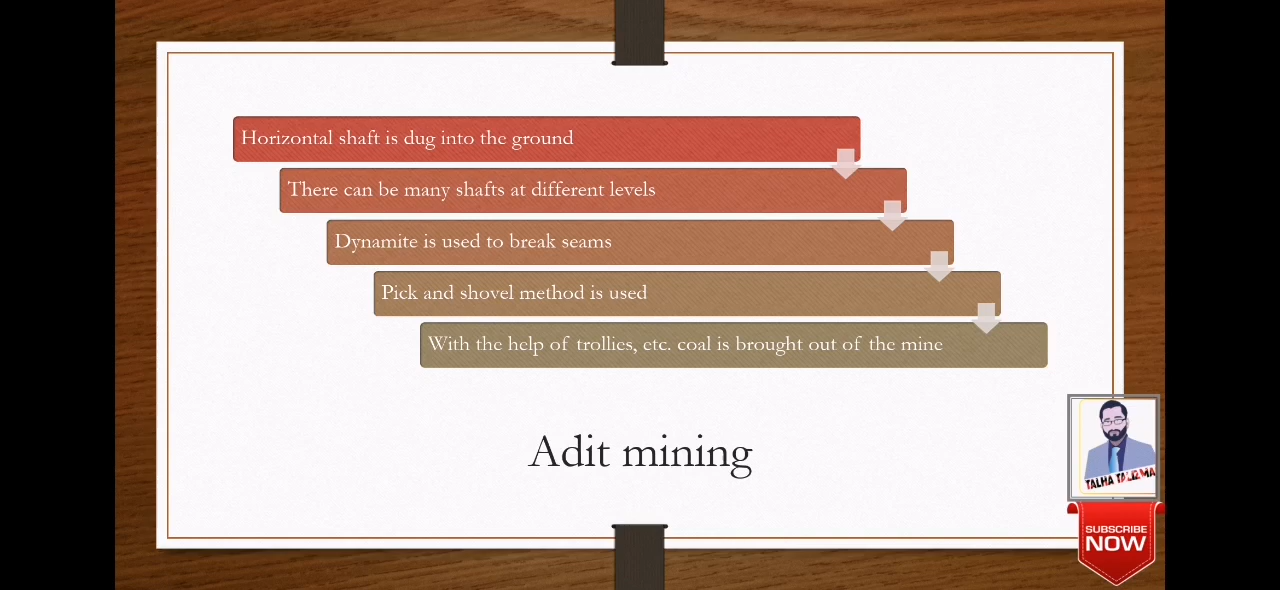 Horizontal shaft is dug into the ground
There can be many shafts at different levels
Dynamite is used to break seams
Pick and shovel method is used
With the help of trollies, etc. coal is brought out of the mine
Adit mining
TALHA
SUBSCRIBE
NOW